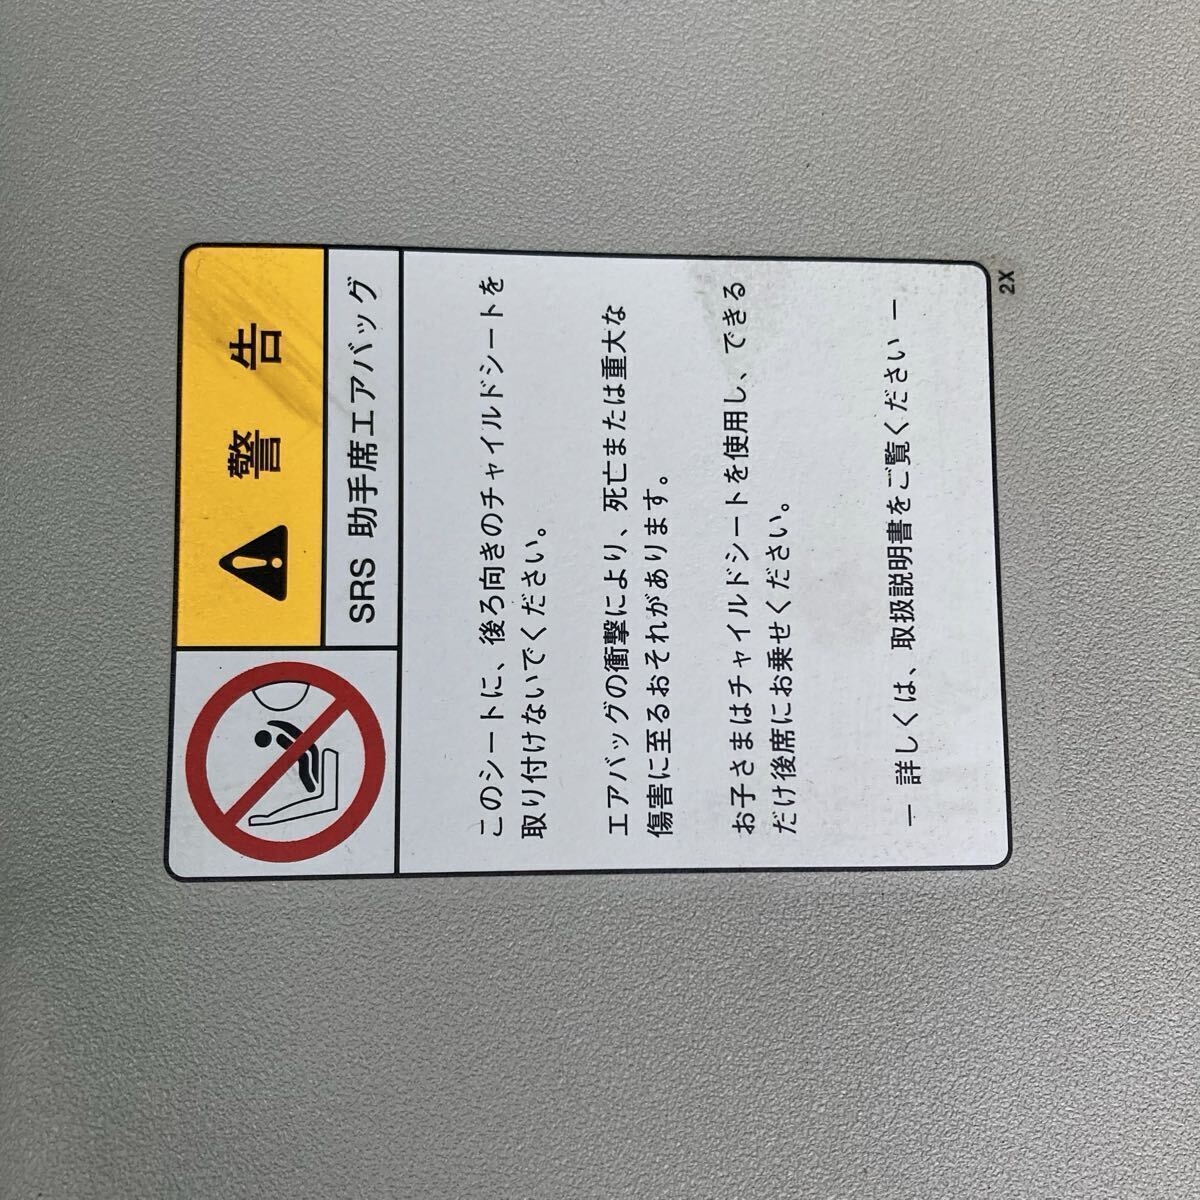 警告
SRS 助手席エアバッグ
このシートに、後ろ向きのチャイルドシートを
取り付けないでください。
エアバッグの衝撃により、死亡または重大な
傷害に至るおそれがあります。
お子さまはチャイルドシートを使用し、できる
だけ後席にお乗せください。
ー 詳しくは、取扱説明書をご覧ください ー
2X